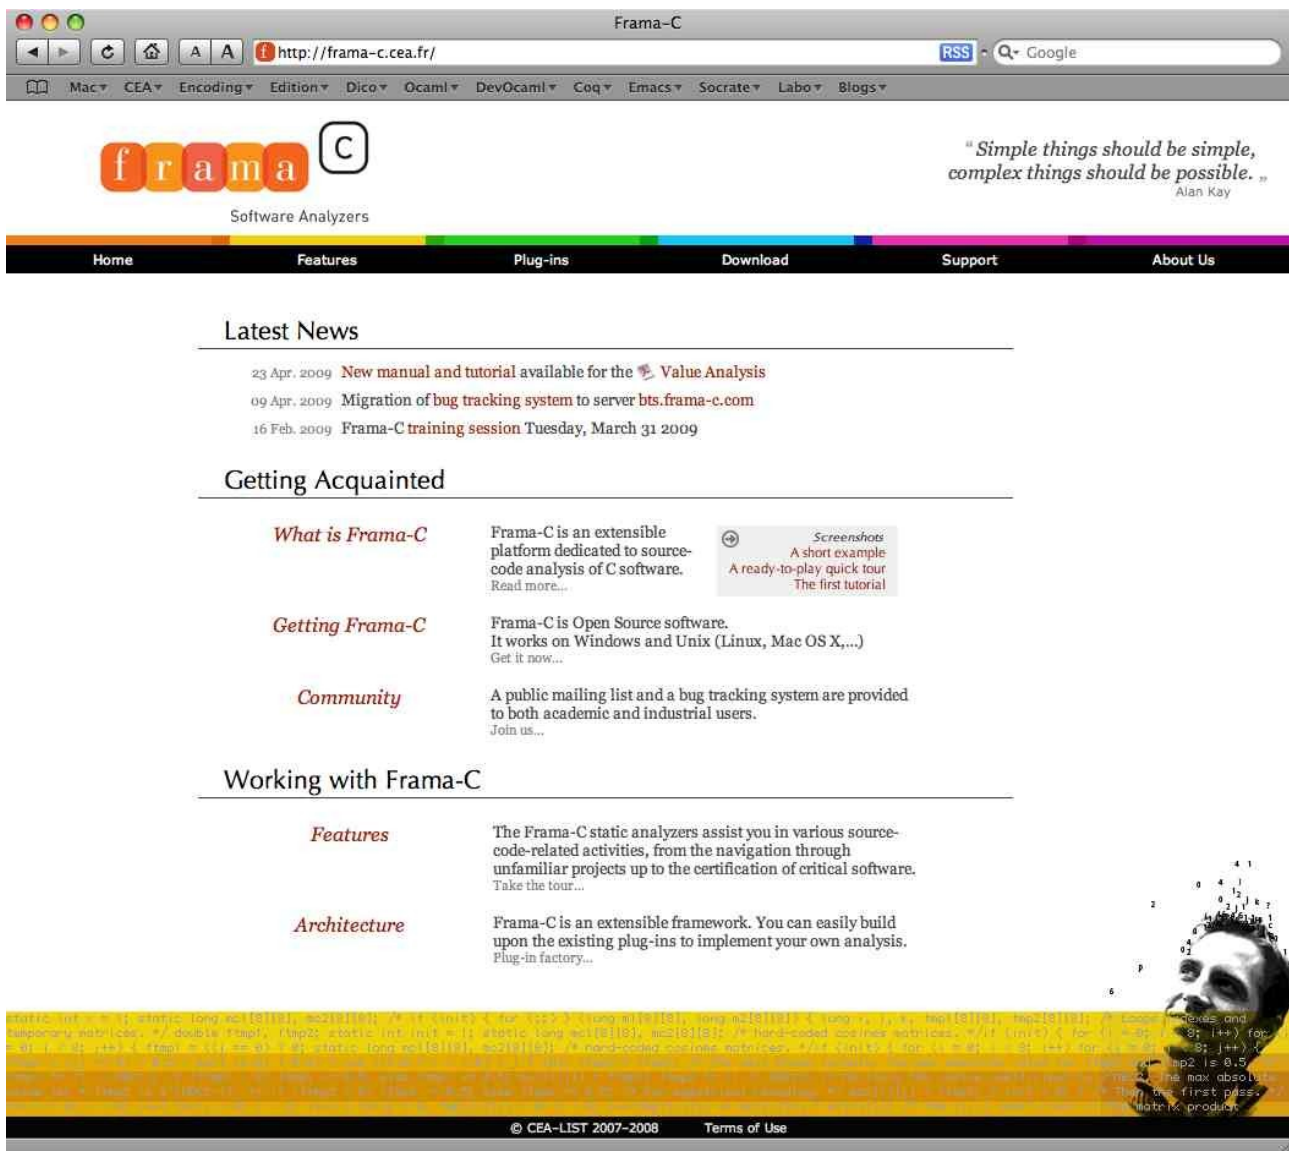 Frama-C
A A f http://frama-c.cea.fr/ RSS Google
Mac CEA Encoding Edition Dico Ocaml DevOcaml Coq Emacs Socrate Labo Blogs
frama C
Software Analyzers
“ Simple things should be simple,
complex things should be possible. „
Alan Kay
Home Features Plug-ins Download Support About Us
Latest News
23 Apr. 2009 New manual and tutorial available for the Value Analysis
09 Apr. 2009 Migration of bug tracking system to server bts.frama-c.com
16 Feb. 2009 Frama-C training session Tuesday, March 31 2009
Getting Acquainted
What is Frama-C
Frama-C is an extensible
platform dedicated to source-
code analysis of C software.
Read more...
Screenshots
A short example
A ready-to-play quick tour
The first tutorial
Getting Frama-C
Frama-C is Open Source software.
It works on Windows and Unix (Linux, Mac OS X,...)
Get it now...
Community
A public mailing list and a bug tracking system are provided
to both academic and industrial users.
Join us...
Working with Frama-C
Features
The Frama-C static analyzers assist you in various source-
code-related activities, from the navigation through
unfamiliar projects up to the certification of critical software.
Take the tour...
Architecture
Frama-C is an extensible framework. You can easily build
upon the existing plug-ins to implement your own analysis.
Plug-in factory...
© CEA-LIST 2007-2008 Terms of Use